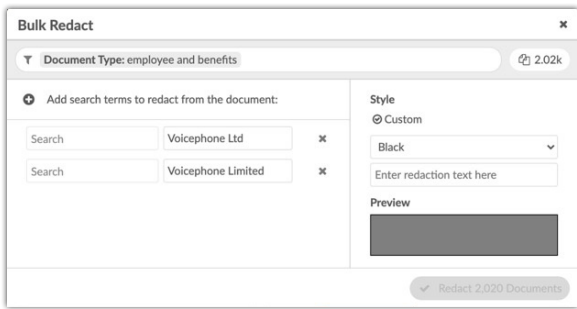 Bulk Redact
Document Type: employee and benefits
2.02k
Add search terms to redact from the document:
Search Voicephone Ltd
Search Voicephone Limited
Style
Custom
Black
Enter redaction text here
Preview
Redact 2,020 Documents